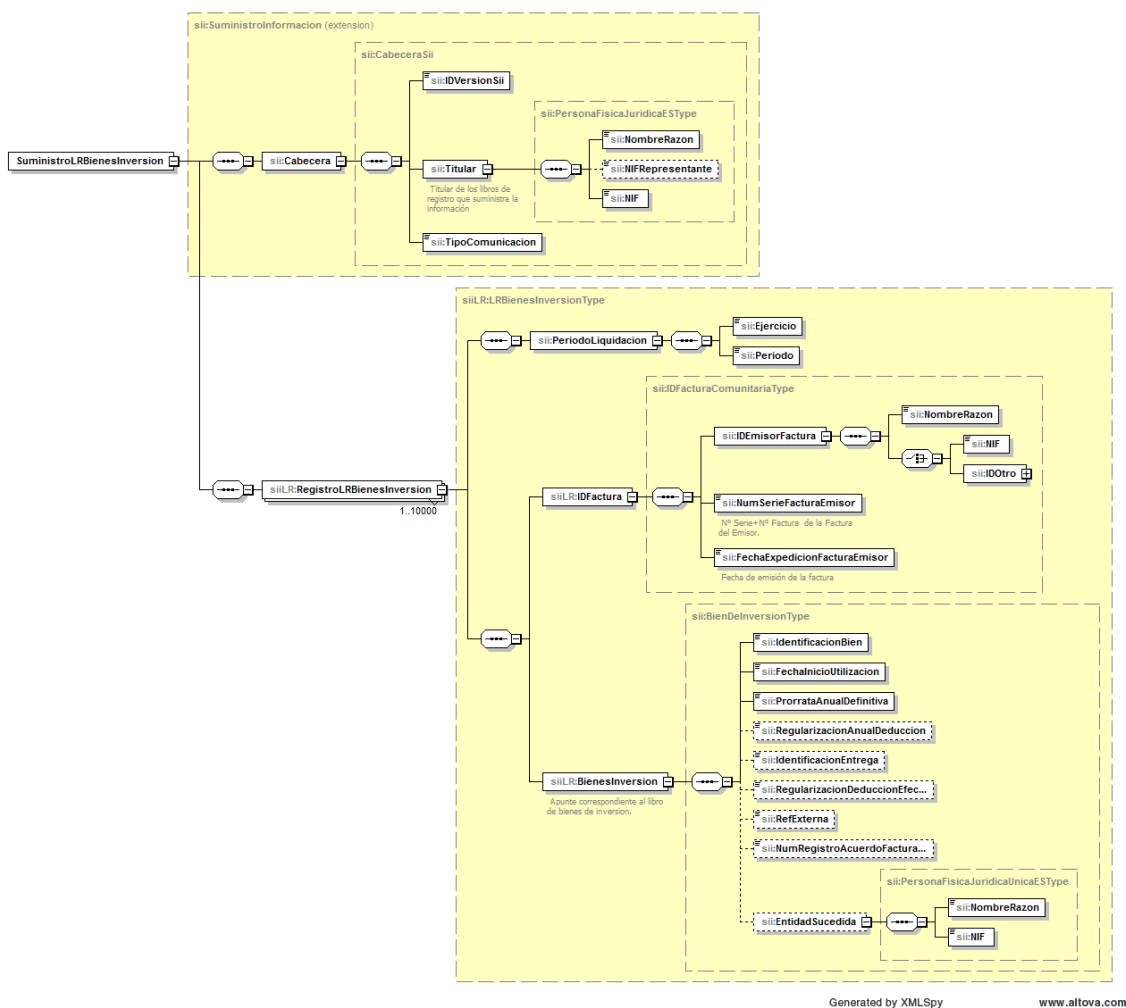 sii:SuministroInformacion (extension)
sii:CabeceraSii
sii:IDVersionSii
sii:PersonaFisicaJuridicaESType
sii:NombreRazon
SuministroLRBienesInversion
sii:Cabecera
sii:Titular
sii:NIFRepresentante
Titular de los libros de
registro que suministra la
información
sii:NIF
sii:TipoComunicacion
siiLR:LRBienesInversionType
sii:PeriodoLiquidacion
sii:Ejercicio
sii:Periodo
sii:IDFacturaComunitariaType
sii:IDEmisorFactura
sii:NombreRazon
sii:NIF
sii:IDOtro
siiLR:RegistroLRBienesInversion
1..10000
siiLR:IDFactura
sii:NumSerieFacturaEmisor
Nº Serie+Nº Factura de la Factura
del Emisor.
sii:FechaExpedicionFacturaEmisor
Fecha de emisión de la factura
sii:BienDeInversionType
sii:IdentificacionBien
sii:FechaInicioUtilizacion
sii:ProrrataAnualDefinitiva
sii:RegularizacionAnualDeduccion
sii:IdentificacionEntrega
siiLR:BienesInversion
Apunte correspondiente al libro
de bienes de inversion.
sii:RegularizacionDeduccionEfec...
sii:RefExterna
sii:NumRegistroAcuerdoFactura...
sii:PersonaFisicaJuridicaUnicaESType
sii:EntidadSucedida
sii:NombreRazon
sii:NIF
Generated by XMLSpy
www.altova.com